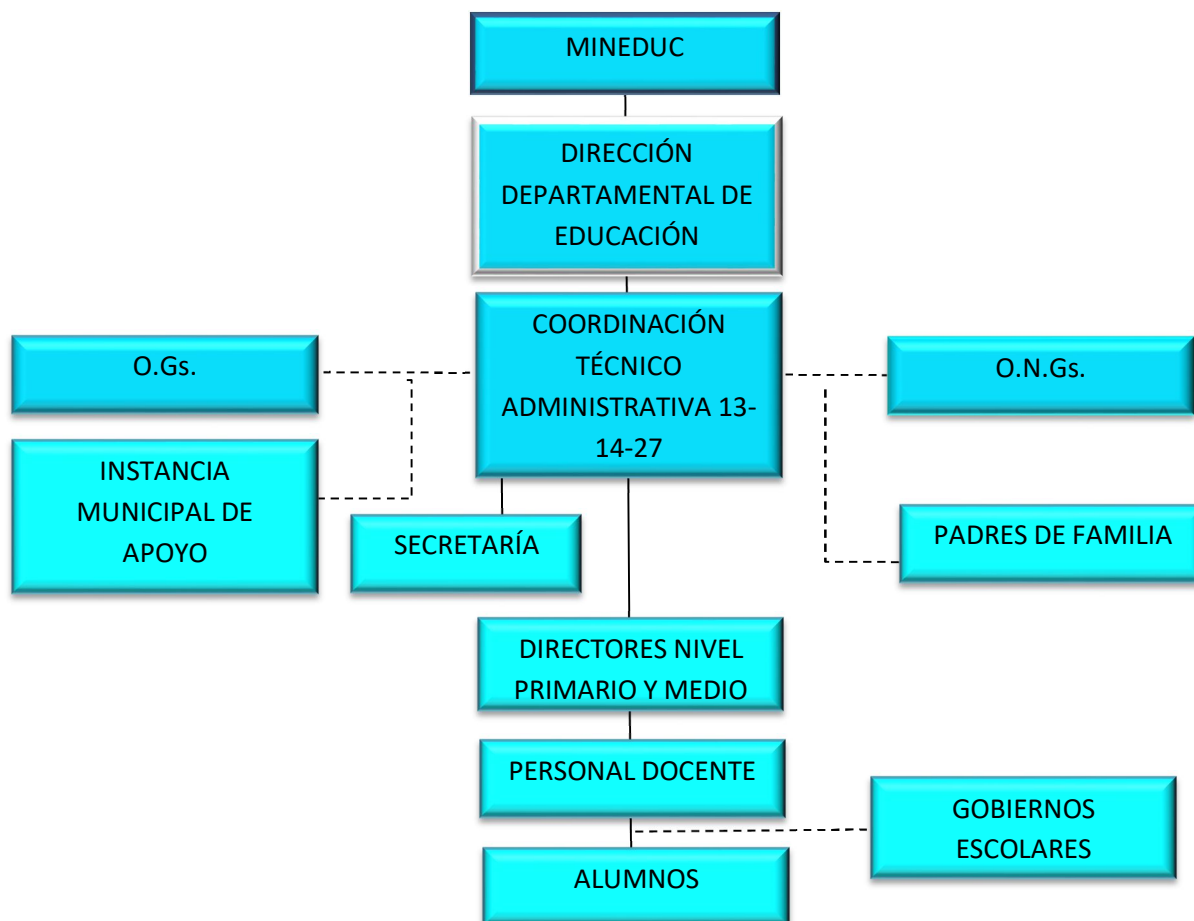 MINEDUC
DIRECCIÓN
DEPARTAMENTAL DE
EDUCACIÓN
COORDINACIÓN
TÉCNICO
ADMINISTRATIVA 13-
14-27
O.Gs.
O.N.Gs.
INSTANCIA
MUNICIPAL DE
APOYO
SECRETARÍA
PADRES DE FAMILIA
DIRECTORES NIVEL
PRIMARIO Y MEDIO
PERSONAL DOCENTE
GOBIERNOS
ESCOLARES
ALUMNOS